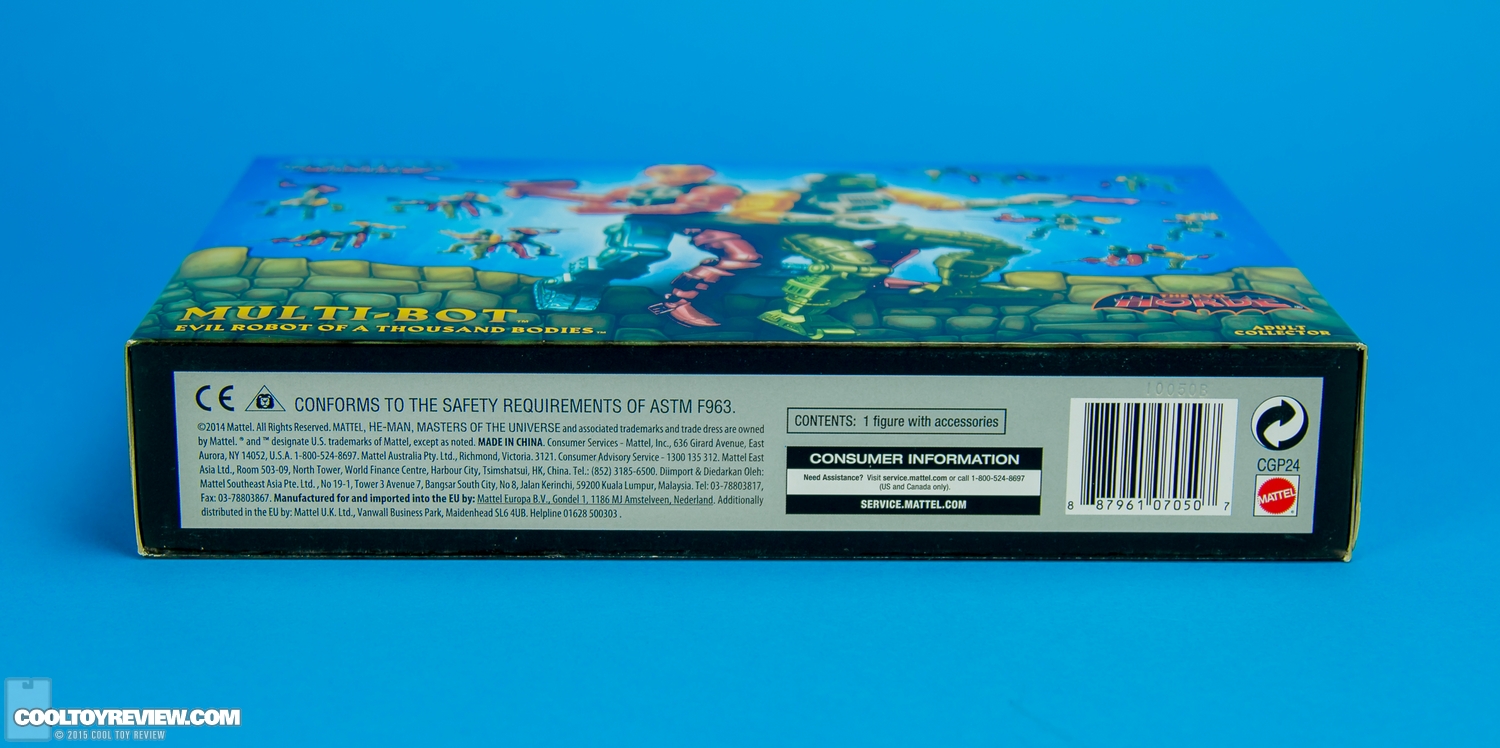 MULTI-BOT™
EVIL ROBOT OF A THOUSAND BODIES™
HORDE
ADULT
COLLECTOR
CE CONFORMS TO THE SAFETY REQUIREMENTS OF ASTM F963.
©2014 Mattel. All Rights Reserved. MATTEL, HE-MAN, MASTERS OF THE UNIVERSE and associated trademarks and trade dress are owned
by Mattel. ® and ™ designate U.S. trademarks of Mattel, except as noted. MADE IN CHINA. Consumer Services - Mattel, Inc., 636 Girard Avenue, East
Aurora, NY 14052, U.S.A. 1-800-524-8697. Mattel Australia Pty. Ltd., Richmond, Victoria. 3121. Consumer Advisory Service - 1300 135 312. Mattel East
Asia Ltd., Room 503-09, North Tower, World Finance Centre, Harbour City, Tsimshatsui, HK, China. Tel.: (852) 3185-6500. Diimport & Diedarkan Oleh:
Mattel Southeast Asia Pte. Ltd. , No 19-1, Tower 3 Avenue 7, Bangsar South City, No 8, Jalan Kerinchi, 59200 Kuala Lumpur, Malaysia. Tel: 03-78803817,
Fax: 03-78803867. Manufactured for and imported into the EU by: Mattel Europa B.V., Gondel 1, 1186 MJ Amstelveen, Nederland. Additionally
distributed in the EU by: Mattel U.K. Ltd., Vanwall Business Park, Maidenhead SL6 4UB. Helpline 01628 500303 .
CONTENTS: 1 figure with accessories
CONSUMER INFORMATION
Need Assistance? Visit service.mattel.com or call 1-800-524-8697
(US and Canada only).
SERVICE.MATTEL.COM
8 87961 07050 7
CGP24
MATTEL
COOLTOYREVIEW.COM
© 2015 COOL TOY REVIEW